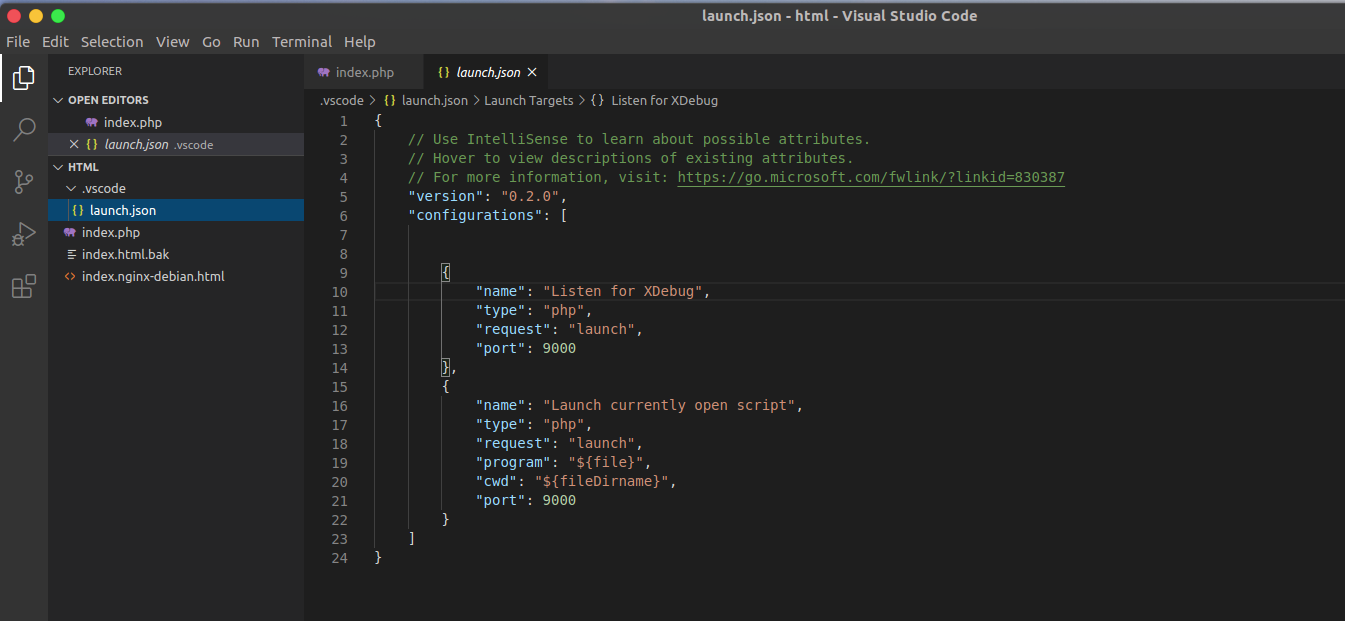 launch.json - html - Visual Studio Code
File Edit Selection View Go Run Terminal Help
EXPLORER
OPEN EDITORS
index.php
launch.json .vscode
HTML
.vscode
launch.json
index.php
index.html.bak
index.nginx-debian.html
index.php launch.json
.vscode > {} launch.json > Launch Targets > {} Listen for XDebug
1 {
2 // Use IntelliSense to learn about possible attributes.
3 // Hover to view descriptions of existing attributes.
4 // For more information, visit: https://go.microsoft.com/fwlink/?linkid=830387
5 "version": "0.2.0",
6 "configurations": [
7
8
9 {
10 "name": "Listen for XDebug",
11 "type": "php",
12 "request": "launch",
13 "port": 9000
14 },
15 {
16 "name": "Launch currently open script",
17 "type": "php",
18 "request": "launch",
19 "program": "${file}",
20 "cwd": "${fileDirname}",
21 "port": 9000
22 }
23 ]
24 }